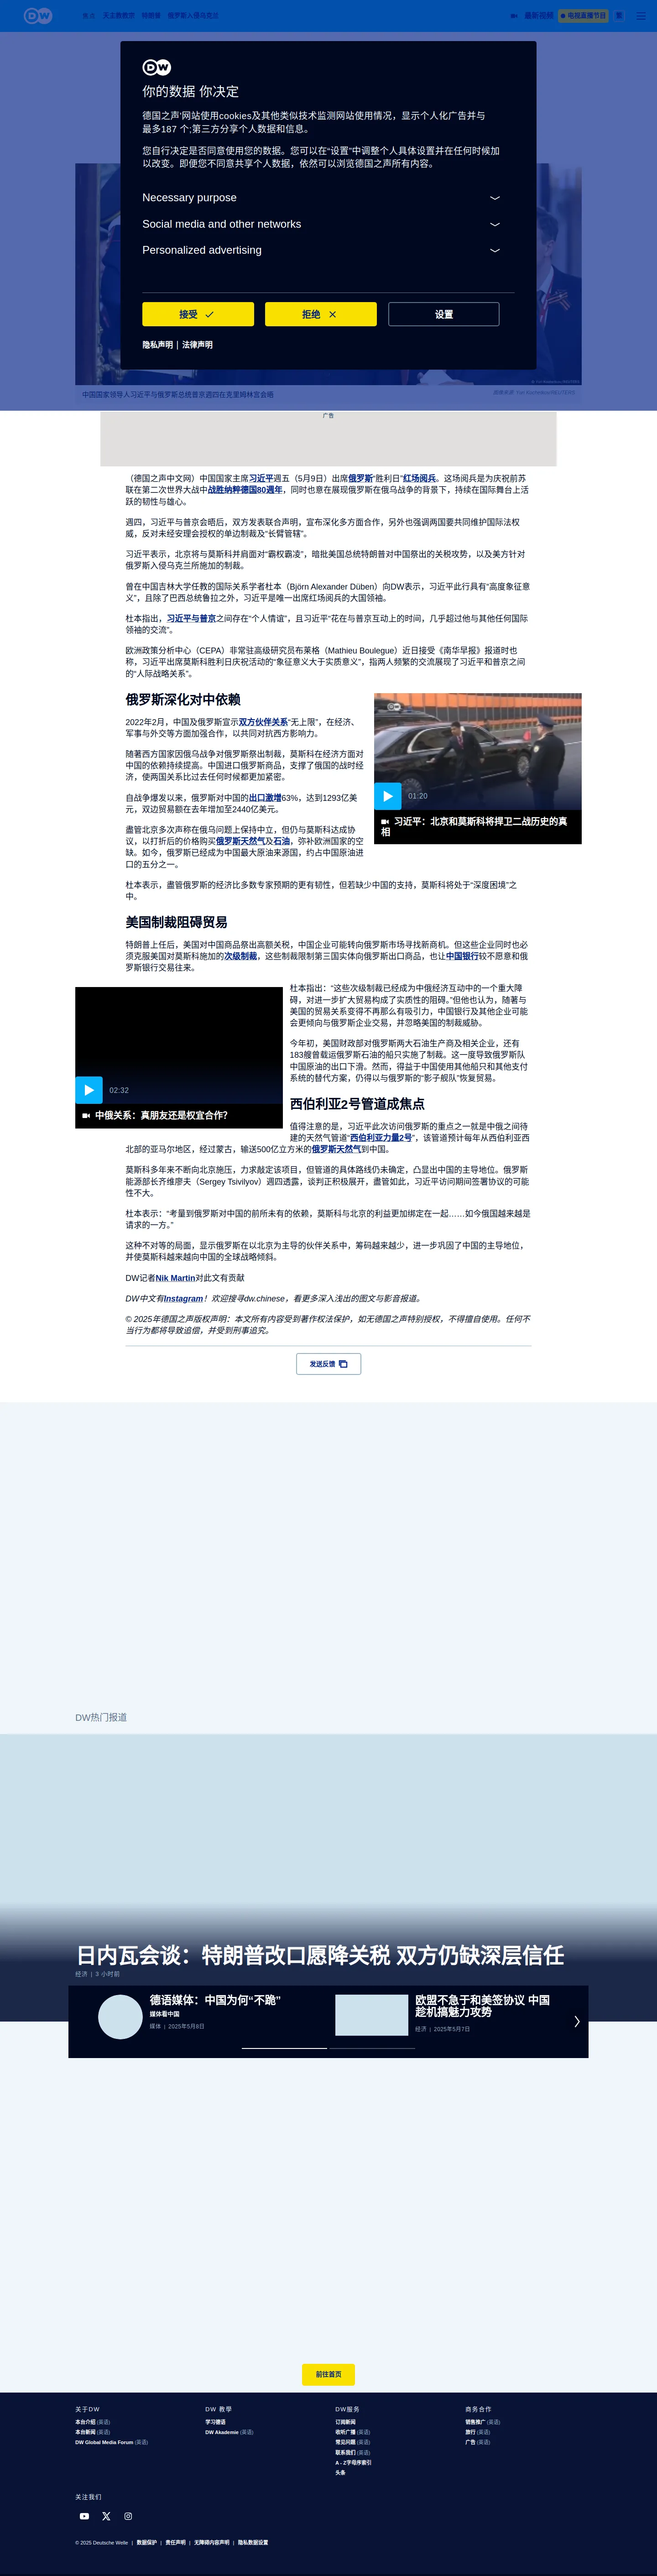 DW
焦点 天主教教宗 特朗普 俄罗斯入侵乌克兰
最新视频 电视直播节目 繁
DW
你的数据 你决定
德国之声'网站使用cookies及其他类似技术监测网站使用情况，显示个人化广告并与
最多187 个;第三方分享个人数据和信息。
您自行决定是否同意使用您的数据。您可以在“设置”中调整个人具体设置并在任何时候加
以改变。即便您不同意共享个人数据，依然可以浏览德国之声所有内容。
Necessary purpose
Social media and other networks
Personalized advertising
接受
拒绝
设置
隐私声明 | 法律声明
中国国家领导人习近平与俄罗斯总统普京週四在克里姆林宫会晤
广告
（德国之声中文网）中国国家主席习近平週五（5月9日）出席俄罗斯“胜利日”红场阅兵。这场阅兵是为庆祝前苏
联在第二次世界大战中战胜纳粹德国80週年，同时也意在展现俄罗斯在俄乌战争的背景下，持续在国际舞台上活
跃的韧性与雄心。
週四，习近平与普京会晤后，双方发表联合声明，宣布深化多方面合作，另外也强调两国要共同维护国际法权
威，反对未经安理会授权的单边制裁及“长臂管辖”。
习近平表示，北京将与莫斯科并肩面对“霸权霸凌”，暗批美国总统特朗普对中国祭出的关税攻势，以及美方针对
俄罗斯入侵乌克兰所施加的制裁。
曾在中国吉林大学任教的国际关系学者杜本（Björn Alexander Düben）向DW表示，习近平此行具有“高度象征意
义”，且除了巴西总统鲁拉之外，习近平是唯一出席红场阅兵的大国领袖。
杜本指出，习近平与普京之间存在“个人情谊”，且习近平“花在与普京互动上的时间，几乎超过他与其他任何国际
领袖的交流”。
欧洲政策分析中心（CEPA）非常驻高级研究员布莱格（Mathieu Boulegue）近日接受《南华早报》报道时也
称，习近平出席莫斯科胜利日庆祝活动的“象征意义大于实质意义”，指两人频繁的交流展现了习近平和普京之间
的“人际战略关系”。
俄罗斯深化对中依赖
2022年2月，中国及俄罗斯宣示双方伙伴关系“无上限”，在经济、
军事与外交等方面加强合作，以共同对抗西方影响力。
随著西方国家因俄乌战争对俄罗斯祭出制裁，莫斯科在经济方面对
中国的依赖持续提高。中国进口俄罗斯商品，支撑了俄国的战时经
济，使两国关系比过去任何时候都更加紧密。
自战争爆发以来，俄罗斯对中国的出口激增63%，达到1293亿美
元，双边贸易额在去年增加至2440亿美元。
盡管北京多次声称在俄乌问题上保持中立，但仍与莫斯科达成协
议，以打折后的价格购买俄罗斯天然气及石油，弥补欧洲国家的空
缺。如今，俄罗斯已经成为中国最大原油来源国，约占中国原油进
口的五分之一。
DW
01:20
习近平：北京和莫斯科将捍卫二战历史的真
相
杜本表示，盡管俄罗斯的经济比多数专家预期的更有韧性，但若缺少中国的支持，莫斯科将处于“深度困境”之
中。
美国制裁阻碍贸易
特朗普上任后，美国对中国商品祭出高额关税，中国企业可能转向俄罗斯市场寻找新商机。但这些企业同时也必
须克服美国对莫斯科施加的次级制裁，这些制裁限制第三国实体向俄罗斯出口商品，也让中国银行较不愿意和俄
罗斯银行交易往来。
02:32
中俄关系：真朋友还是权宜合作？
杜本指出：“这些次级制裁已经成为中俄经济互动中的一个重大障
碍，对进一步扩大贸易构成了实质性的阻碍。”但他也认为，随著与
美国的贸易关系变得不再那么有吸引力，中国银行及其他企业可能
会更倾向与俄罗斯企业交易，并忽略美国的制裁威胁。
今年初，美国财政部对俄罗斯两大石油生产商及相关企业，还有
183艘曾载运俄罗斯石油的船只实施了制裁。这一度导致俄罗斯队
中国原油的出口下滑。然而，得益于中国使用其他船只和其他支付
系统的替代方案，仍得以与俄罗斯的“影子舰队”恢复贸易。
西伯利亚2号管道成焦点
值得注意的是，习近平此次访问俄罗斯的重点之一就是中俄之间待
建的天然气管道“西伯利亚力量2号”，该管道预计每年从西伯利亚西
北部的亚马尔地区，经过蒙古，输送500亿立方米的俄罗斯天然气到中国。
莫斯科多年来不断向北京施压，力求敲定该项目，但管道的具体路线仍未确定，凸显出中国的主导地位。俄罗斯
能源部长齐维廖夫（Sergey Tsivilyov）週四透露，谈判正积极展开，盡管如此，习近平访问期间签署协议的可能
性不大。
杜本表示：“考量到俄罗斯对中国的前所未有的依赖，莫斯科与北京的利益更加绑定在一起……如今俄国越来越是
请求的一方。”
这种不对等的局面，显示俄罗斯在以北京为主导的伙伴关系中，筹码越来越少，进一步巩固了中国的主导地位，
并使莫斯科越来越向中国的全球战略倾斜。
DW记者Nik Martin对此文有贡献
DW中文有Instagram！欢迎搜寻dw.chinese，看更多深入浅出的图文与影音报道。
© 2025年德国之声版权声明：本文所有内容受到著作权法保护，如无德国之声特别授权，不得擅自使用。任何不
当行为都将导致追偿，并受到刑事追究。
发送反馈
DW热门报道
日内瓦会谈：特朗普改口愿降关税 双方仍缺深层信任
经济 | 3 小时前
德语媒体：中国为何“不跪”
媒体看中国
媒体 | 2025年5月8日
欧盟不急于和美签协议 中国
趁机搞魅力攻势
经济 | 2025年5月7日
前往首页
关于DW
本台介绍 (英语)
本台新闻 (英语)
DW Global Media Forum (英语)
DW 教學
学习德语
DW Akademie (英语)
DW服务
订阅新闻
收听广播 (英语)
常见问题 (英语)
联系我们 (英语)
A - Z字母序索引
头条
商务合作
销售推广 (英语)
旅行 (英语)
广告 (英语)
关注我们
© 2025 Deutsche Welle | 数据保护 | 责任声明 | 无障碍内容声明 | 隐私数据设置